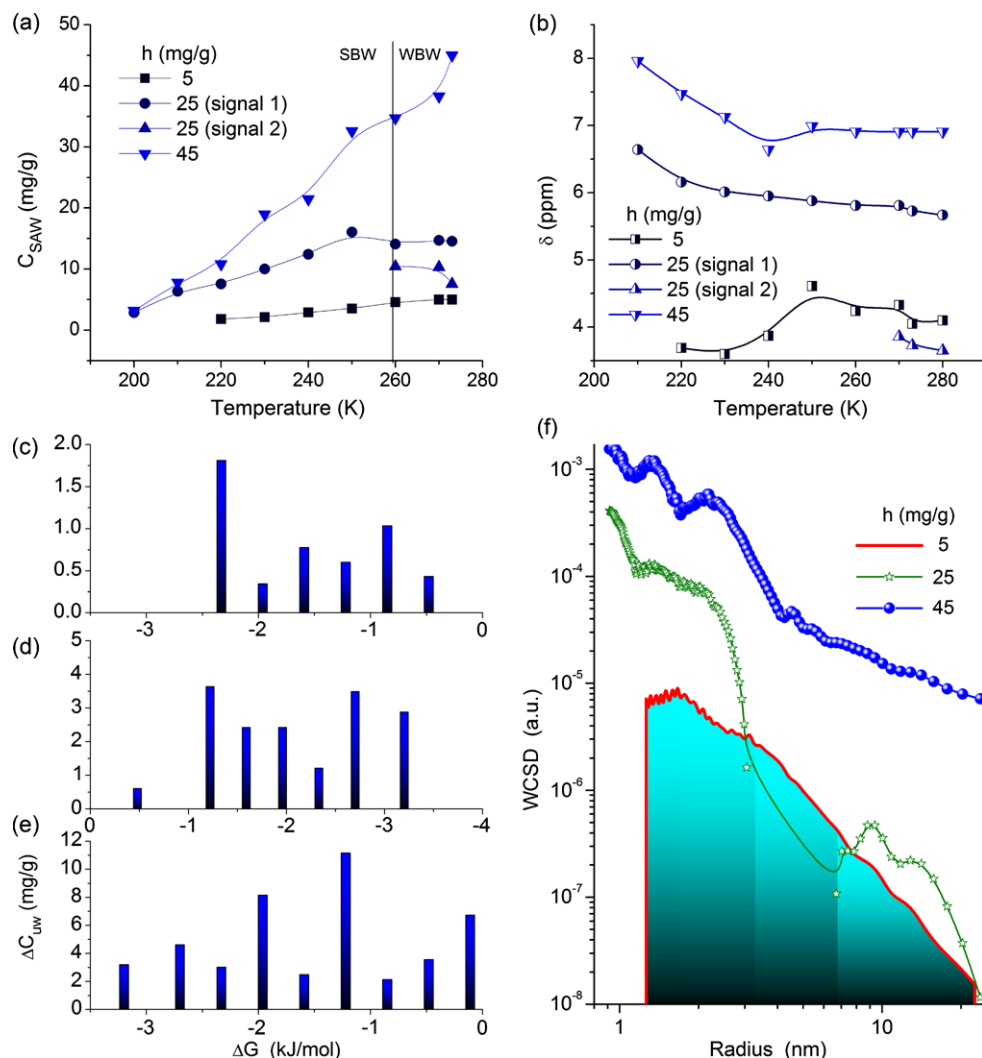 (a)
50
40
30
20
10
0
C_SAW (mg/g)
h (mg/g)
5
25 (signal 1)
25 (signal 2)
45
SBW
WBW
200 220 240 260 280
Temperature (K)
(b)
8
7
6
5
4
δ (ppm)
h (mg/g)
5
25 (signal 1)
25 (signal 2)
45
200 210 220 230 240 250 260 270 280
Temperature (K)
(c)
2.0
1.5
1.0
0.5
0.0
-3 -2 -1 0
(d)
5
4
3
2
1
0
0 -1 -2 -3 -4
(e)
12
10
8
6
4
2
0
ΔC_uw (mg/g)
-3 -2 -1 0
ΔG (kJ/mol)
(f)
10^-3
10^-4
10^-5
10^-6
10^-7
10^-8
WCSD (a.u.)
h (mg/g)
5
25
45
1 10
Radius (nm)